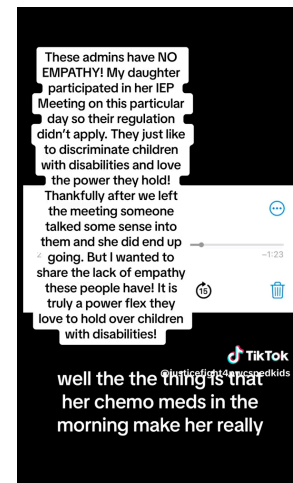 These admins have NO
EMPATHY! My daughter
participated in her IEP
Meeting on this particular
day so their regulation
didn't apply. They just like
to discriminate children
with disabilities and love
the power they hold!
Thankfully after we left
the meeting someone
talked some sense into
them and she did end up
going. But I wanted to
share the lack of empathy
these people have! It is
truly a power flex they
love to hold over children
with disabilities!
-1:23
15
TikTok
well the the thing is that
her chemo meds in the
morning make her really